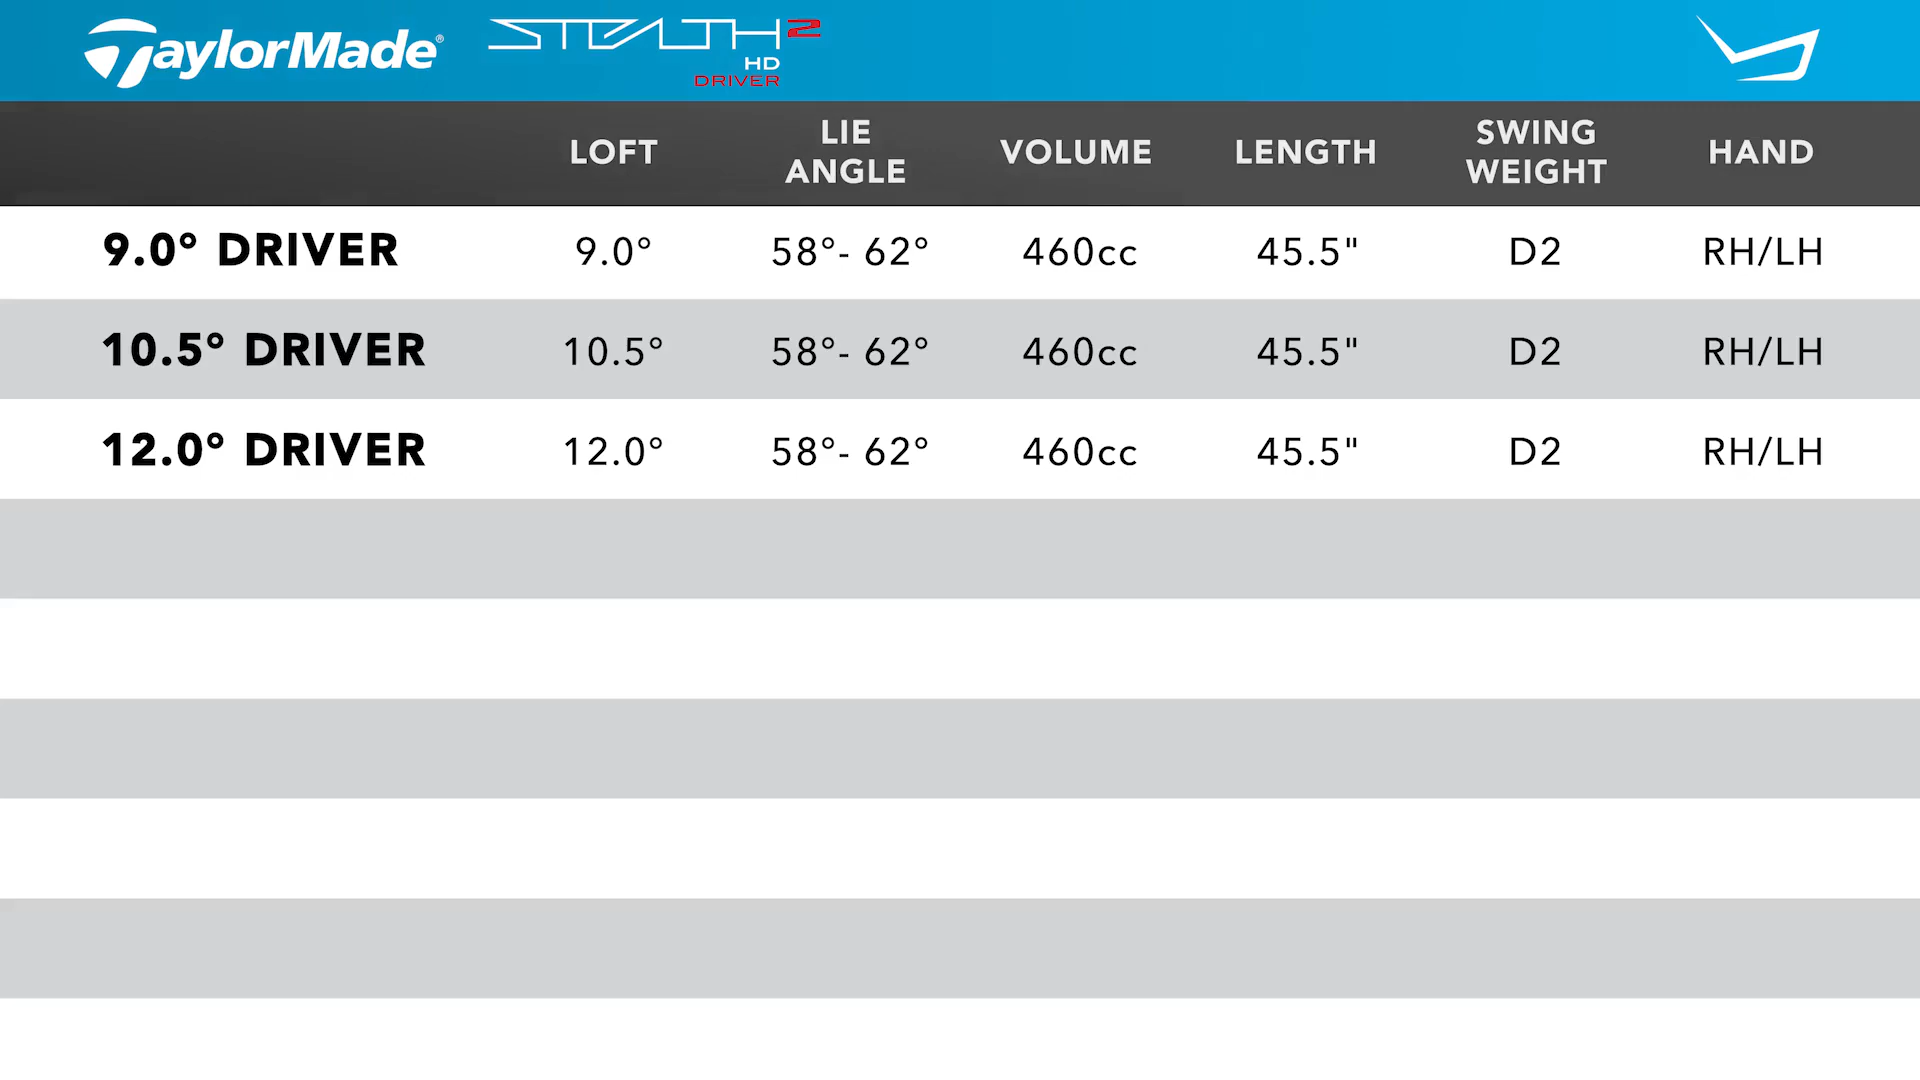 TaylorMade® STEALTH 2
HD
DRIVER
LOFT LIE ANGLE VOLUME LENGTH SWING WEIGHT HAND
9.0° DRIVER 9.0° 58°- 62° 460cc 45.5" D2 RH/LH
10.5° DRIVER 10.5° 58°- 62° 460cc 45.5" D2 RH/LH
12.0° DRIVER 12.0° 58°- 62° 460cc 45.5" D2 RH/LH